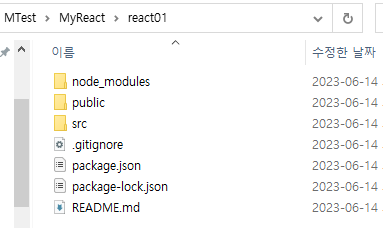 MTest > MyReact > react01
이름 수정한 날짜
node_modules 2023-06-14
public 2023-06-14
src 2023-06-14
.gitignore 2023-06-14
package.json 2023-06-14
package-lock.json 2023-06-14
README.md 2023-06-14